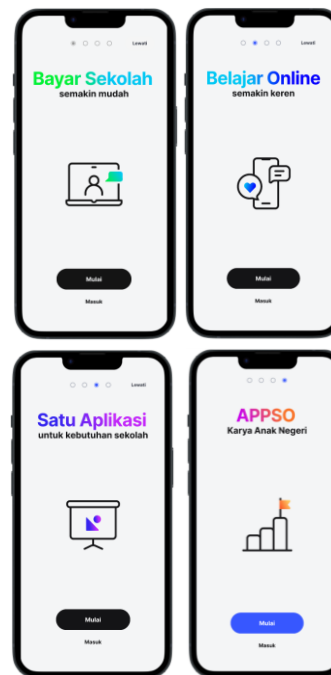 Lewati
Bayar Sekolah
semakin mudah
Mulai
Masuk
Lewati
Belajar Online
semakin keren
Mulai
Masuk
Lewati
Satu Aplikasi
untuk kebutuhan sekolah
Mulai
Masuk
APPSO
Karya Anak Negeri
Mulai
Masuk